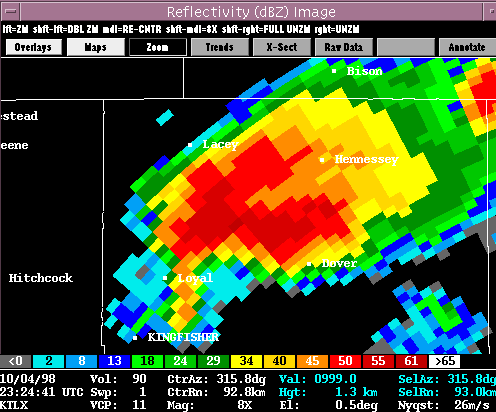 Reflectivity (dBZ) Image
lft=ZM shft-lft=DBL ZM mdl=RE-CNTR shft-mdl=8X shft-rght=FULL UNZM rght=UNZM
Overlays Maps Zoom Trends X-Sect Raw Data Annotate
Bison
stead
eene
Lacey
Hennessey
Dover
Hitchcock
Loyal
KINGFISHER
<0 2 8 13 18 24 29 34 40 45 50 55 61 >65
10/04/98 Vol: 90 CtrAz: 315.8dg Val: 0999.0 SelAz: 315.8dg
23:24:41 UTC Swp: 1 CtrRn: 92.8km Hgt: 1.3 km SelRn: 93.0km
KTLX VCP: 11 Mag: 8X El: 0.5deg Nyqst: 26m/s